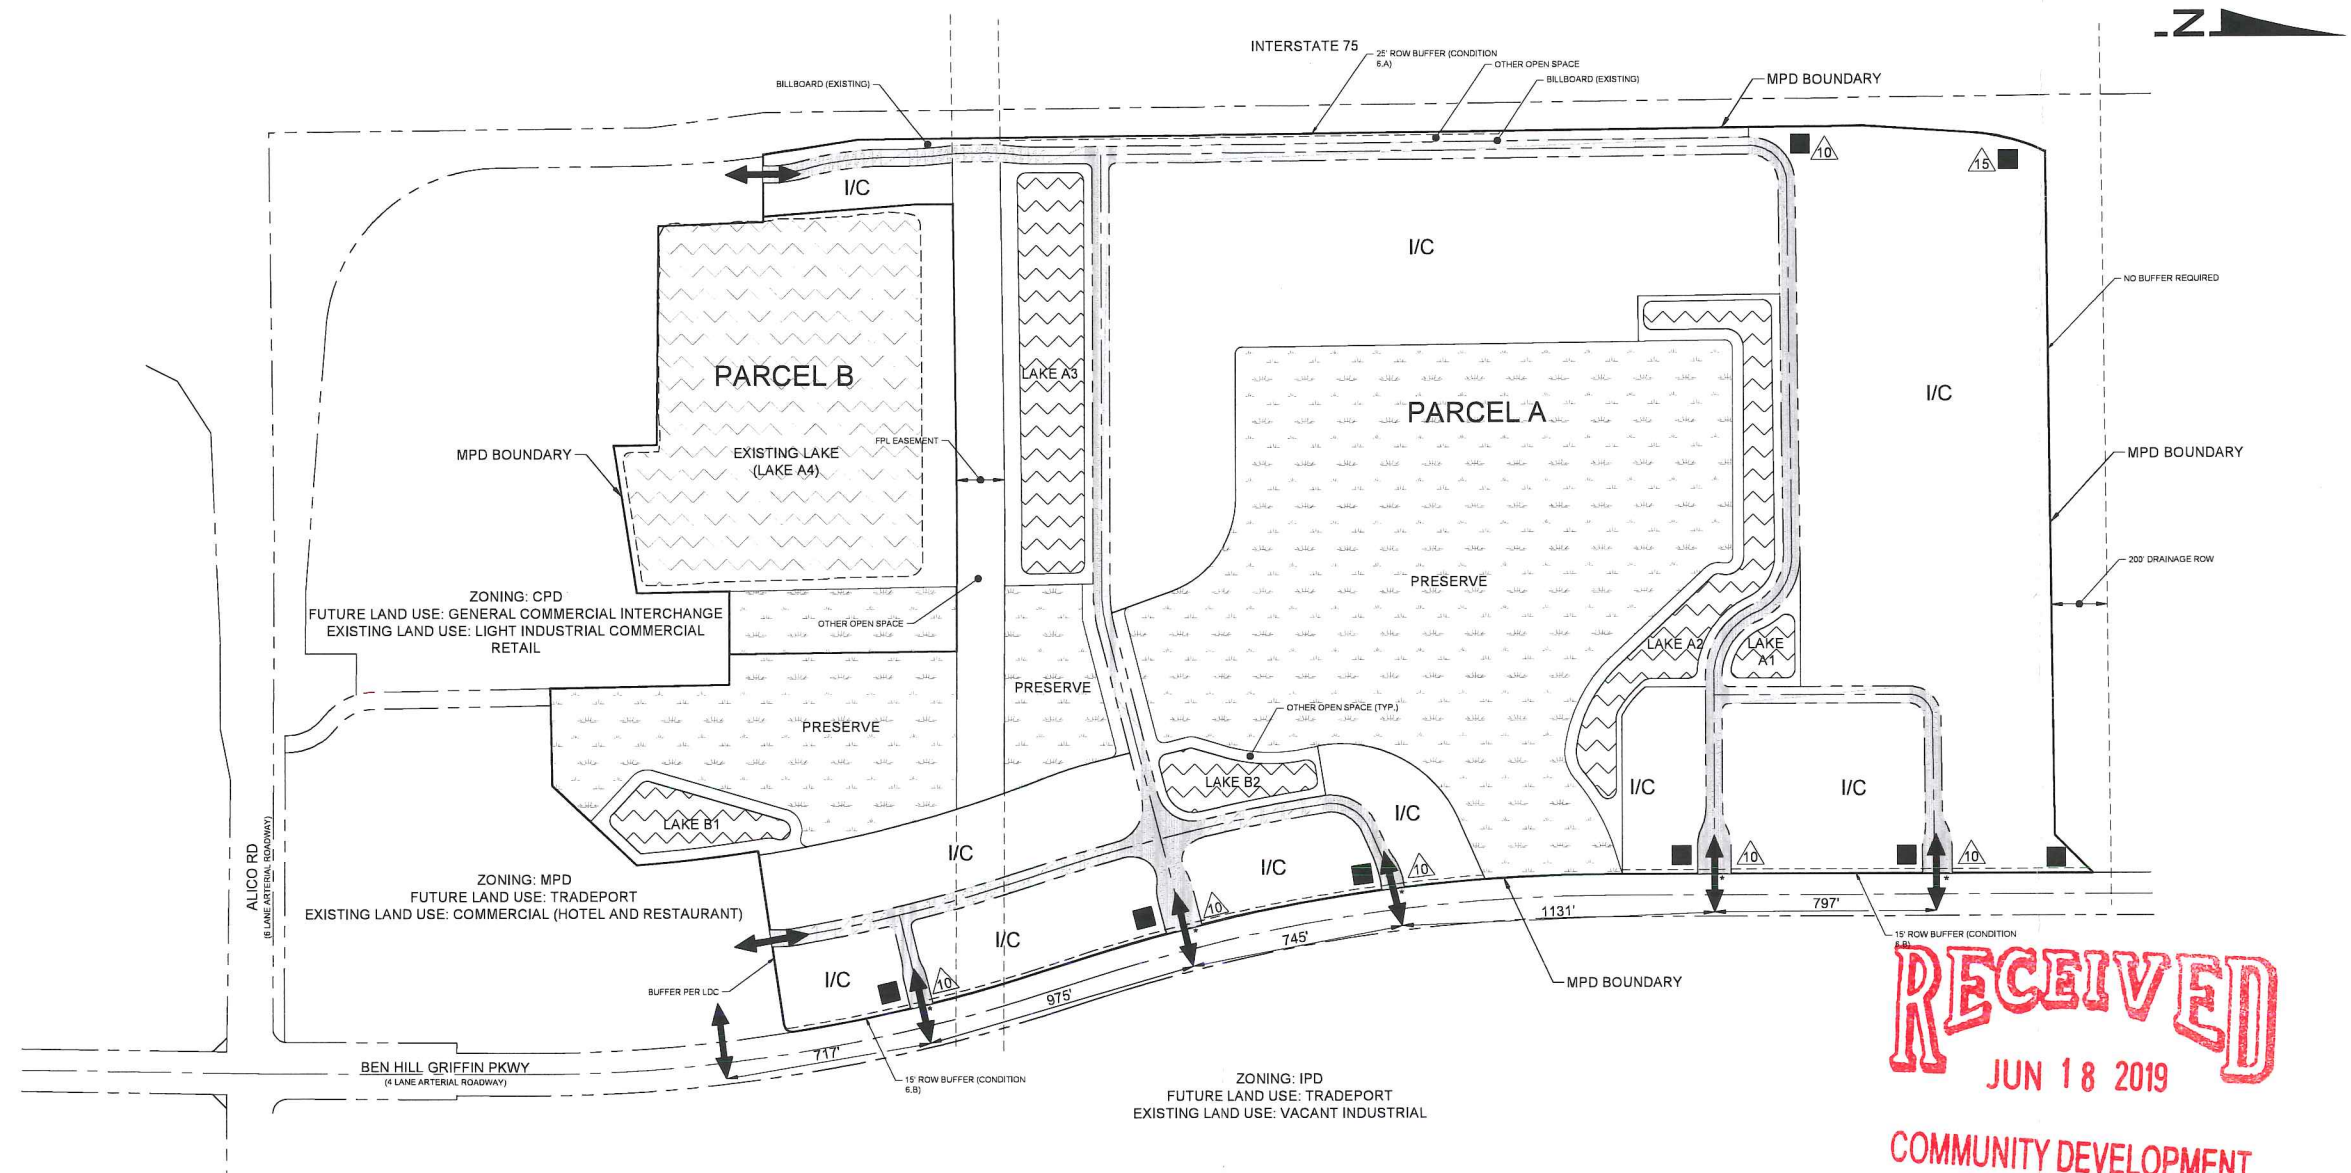 .N
INTERSTATE 75
25' ROW BUFFER (CONDITION
6.A)
OTHER OPEN SPACE
BILLBOARD (EXISTING)
BILLBOARD (EXISTING)
MPD BOUNDARY
10
15
I/C
I/C
NO BUFFER REQUIRED
PARCEL B
LAKE A3
PARCEL A
I/C
FPL EASEMENT
MPD BOUNDARY
EXISTING LAKE
(LAKE A4)
MPD BOUNDARY
200' DRAINAGE ROW
PRESERVE
ZONING: CPD
FUTURE LAND USE: GENERAL COMMERCIAL INTERCHANGE
EXISTING LAND USE: LIGHT INDUSTRIAL COMMERCIAL
RETAIL
OTHER OPEN SPACE
LAKE A2
LAKE
A1
PRESERVE
OTHER OPEN SPACE (TYP.)
PRESERVE
LAKE B2
I/C
I/C
I/C
LAKE B1
I/C
I/C
10
10
10
ALICO RD
(6 LANE ARTERIAL ROADWAY)
ZONING: MPD
FUTURE LAND USE: TRADEPORT
EXISTING LAND USE: COMMERCIAL (HOTEL AND RESTAURANT)
10
I/C
1131'
797'
745'
15' ROW BUFFER (CONDITION
6.B)
I/C
10
MPD BOUNDARY
BUFFER PER LDC
975'
717'
BEN HILL GRIFFIN PKWY
(4 LANE ARTERIAL ROADWAY)
15' ROW BUFFER (CONDITION
6.B)
ZONING: IPD
FUTURE LAND USE: TRADEPORT
EXISTING LAND USE: VACANT INDUSTRIAL
RECEIVED
JUN 18 2019
COMMUNITY DEVELOPMENT